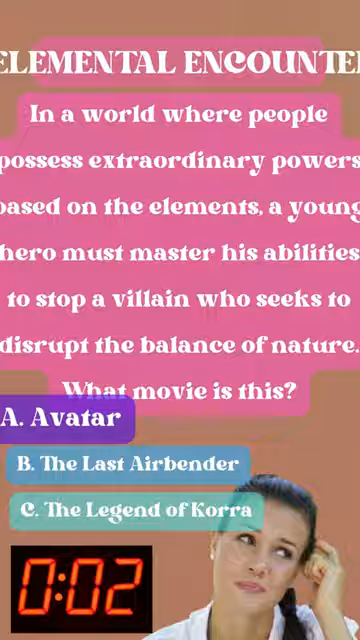 ELEMENTAL ENCOUNTER
In a world where people
possess extraordinary powers
based on the elements, a young
hero must master his abilities
to stop a villain who seeks to
disrupt the balance of nature.
What movie is this?
A. Avatar
B. The Last Airbender
C. The Legend of Korra
0:02